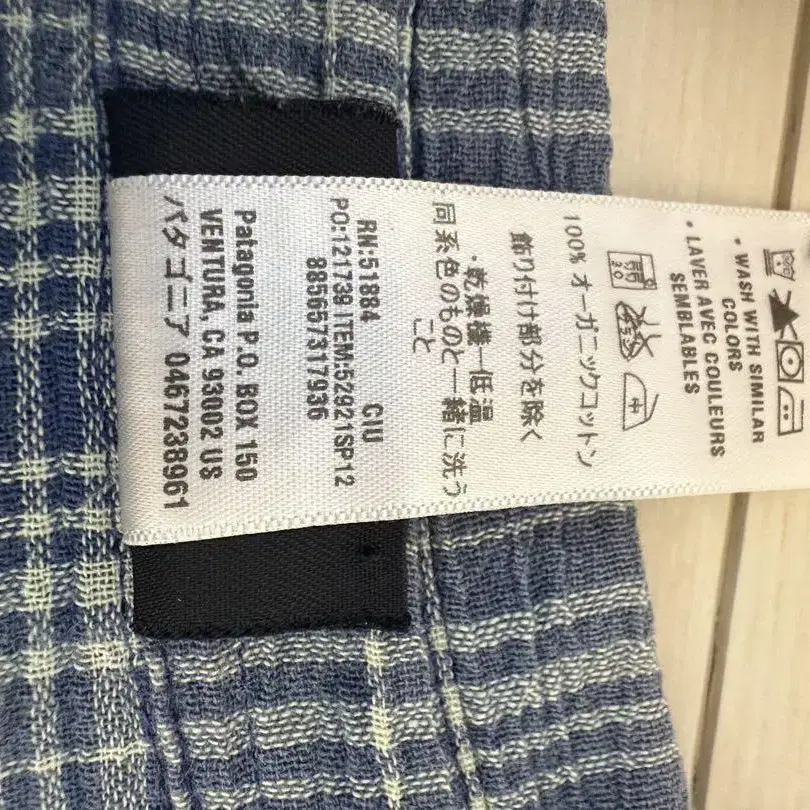 • WASH WITH SIMILAR
COLORS
• LAVER AVEC COULEURS
SEMBLABLES
100% オーガニックコットン
飾り付け部分を除く
・乾燥機ー低温
同系色のものと一緒に洗う
こと
RN:51884 CIU
PO:121739 ITEM:52921SP12
885657317936
Patagonia P.O. BOX 150
VENTURA, CA 93002 US
パタゴニア 0467238961